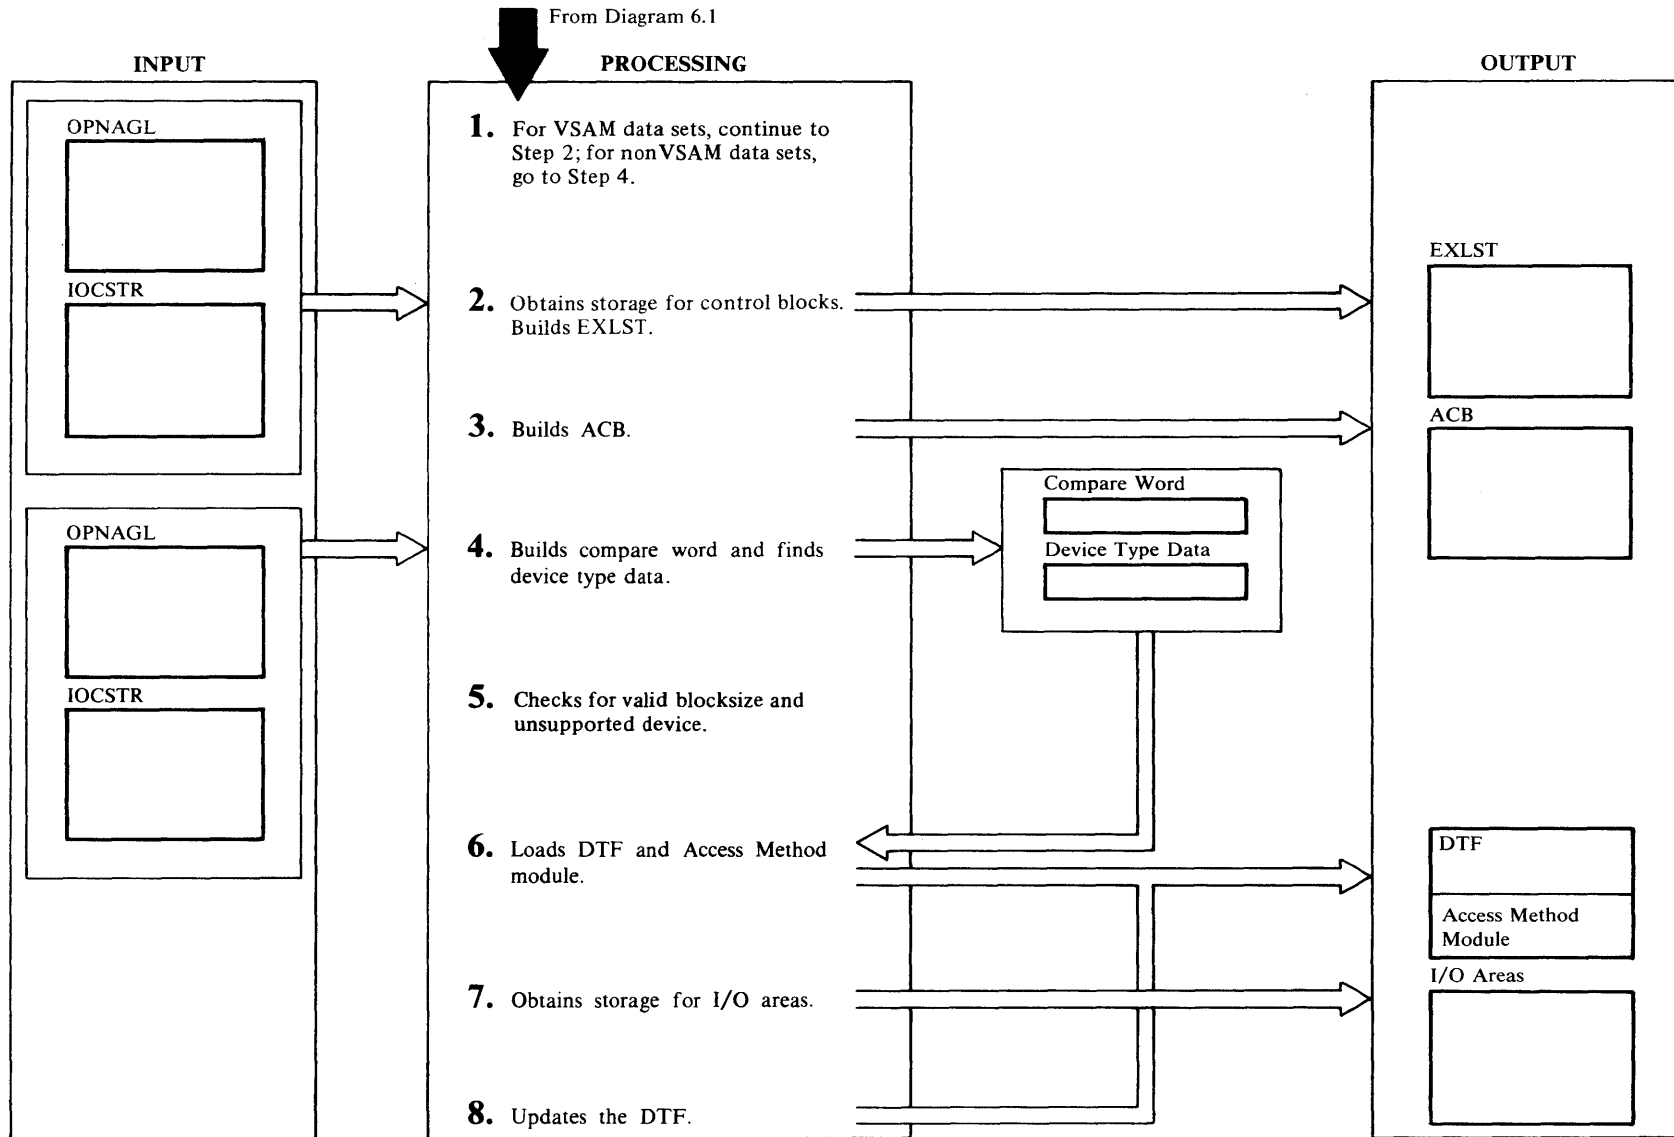 From Diagram 6.1
INPUT
PROCESSING
OUTPUT
OPNAGL
IOCSTR
OPNAGL
IOCSTR
1. For VSAM data sets, continue to
Step 2; for nonVSAM data sets,
go to Step 4.
2. Obtains storage for control blocks.
Builds EXLST.
3. Builds ACB.
4. Builds compare word and finds
device type data.
5. Checks for valid blocksize and
unsupported device.
6. Loads DTF and Access Method
module.
7. Obtains storage for I/O areas.
8. Updates the DTF.
Compare Word
Device Type Data
EXLST
ACB
DTF
Access Method
Module
I/O Areas